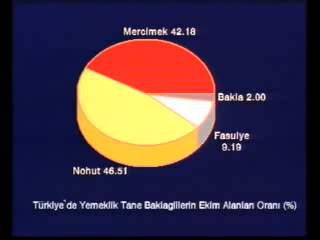 Mercimek 42.18
Bakla 2.00
Fasulye
9.19
Nohut 46.51
Türkiye`de Yemeklik Tane Baklagillerin Ekim Alanları Oranı (%)